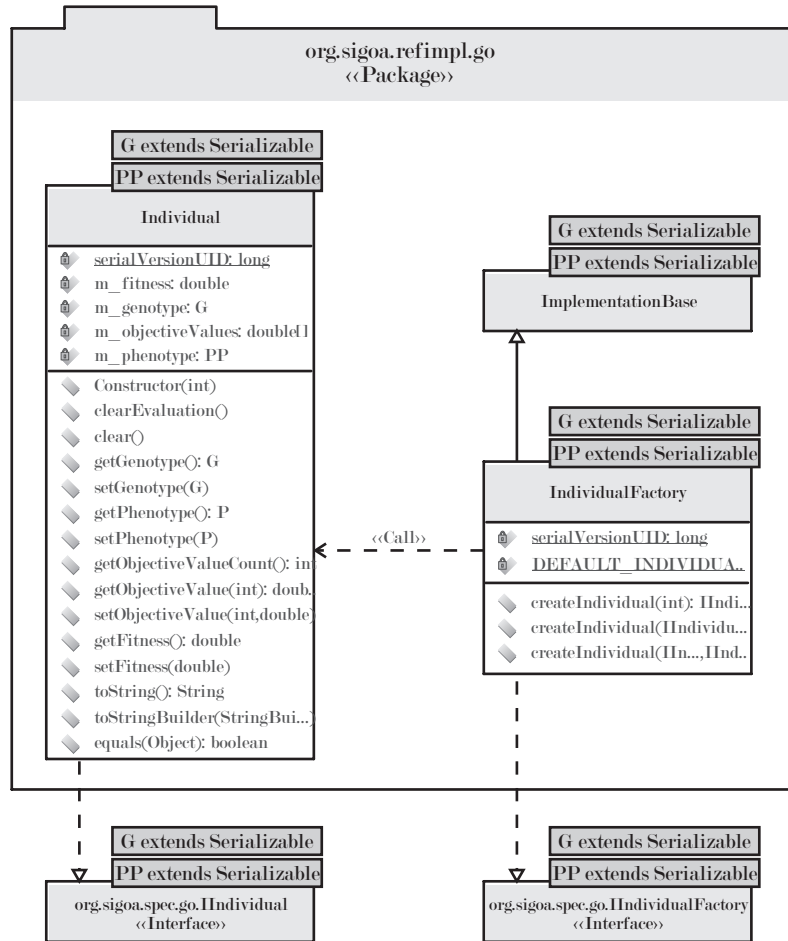 org.sigoa.refimpl.go
‹‹Package››
G extends Serializable
PP extends Serializable
Individual
serialVersionUID: long
m_fitness: double
m_genotype: G
m_objectiveValues: double[]
m_phenotype: PP
Constructor(int)
clearEvaluation()
clear()
getGenotype(): G
setGenotype(G)
getPhenotype(): P
setPhenotype(P)
getObjectiveValueCount(): int
getObjectiveValue(int): doub..
setObjectiveValue(int,double)
getFitness(): double
setFitness(double)
toString(): String
toStringBuilder(StringBui...)
equals(Object): boolean
G extends Serializable
PP extends Serializable
ImplementationBase
G extends Serializable
PP extends Serializable
IndividualFactory
serialVersionUID: long
DEFAULT_INDIVIDUA..
createIndividual(int): IIndi...
createIndividual(IIndividu...
createIndividual(IIn...,IInd..
‹‹Call››
G extends Serializable
PP extends Serializable
org.sigoa.spec.go.IIndividual
‹‹Interface››
G extends Serializable
PP extends Serializable
org.sigoa.spec.go.IIndividualFactory
‹‹Interface››